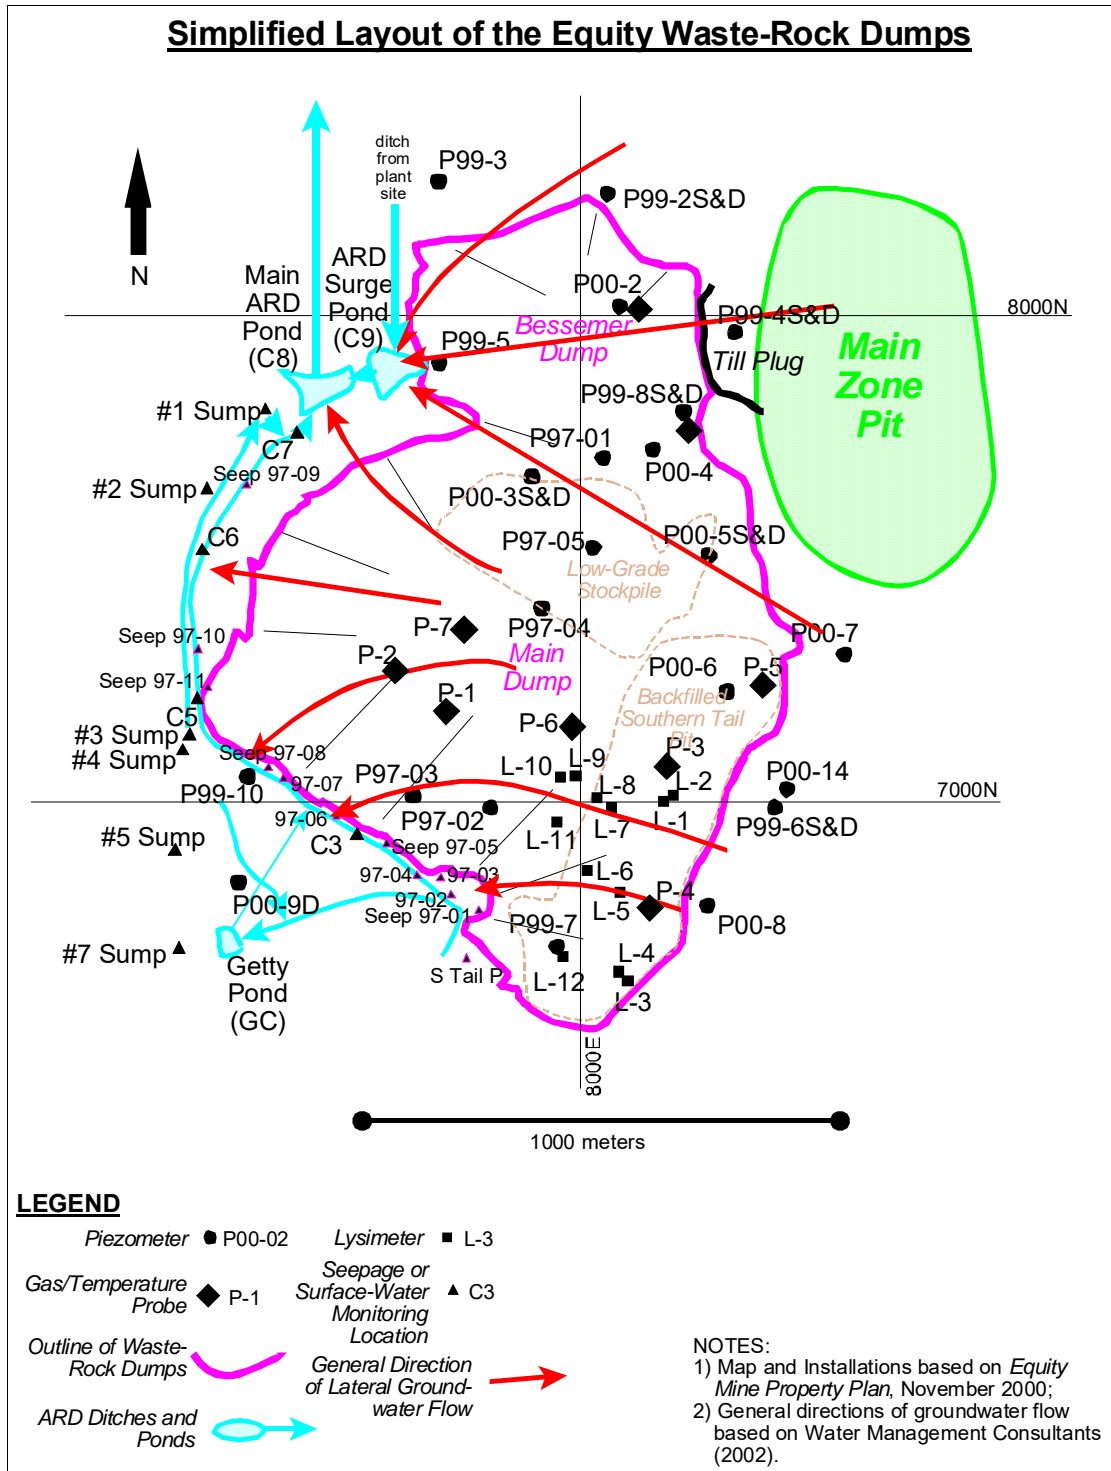 Simplified Layout of the Equity Waste-Rock Dumps
ditch
from
plant
site
P99-3
P99-2S&D
N
Main
ARD
Pond
(C8)
ARD
Surge
Pond
(C9)
P00-2
Bessemer
Dump
P99-4S&D
8000N
P99-5
Till Plug
Main
Zone
Pit
#1 Sump
C7
P99-8S&D
P97-01
P00-4
Seep 97-09
#2 Sump
P00-3S&D
C6
P97-05
P00-5S&D
Low-Grade
Stockpile
Seep 97-10
P-7
P97-04
P00-7
P-2
Main
Dump
P00-6
P-5
Seep 97-11
P-1
Backfilled
Southern Tail
Pit
C5
#3 Sump
#4 Sump
P-6
Seep 97-08
P-3
L-10
L-9
97-07
P97-03
L-8
L-2
P00-14
P99-10
7000N
97-06
P97-02
L-7
L-1
P99-6S&D
#5 Sump
C3
Seep 97-05
L-11
97-04
97-03
L-6
97-02
P-4
P00-9D
Seep 97-01
L-5
P00-8
P99-7
#7 Sump
L-4
Getty
Pond
(GC)
S Tail P
L-12
L-3
8000E
1000 meters
LEGEND
Piezometer P00-02
Lysimeter L-3
Gas/Temperature
Probe P-1
Seepage or
Surface-Water
Monitoring
Location C3
Outline of Waste-
Rock Dumps
General Direction
of Lateral Ground-
water Flow
ARD Ditches and
Ponds
NOTES:
1) Map and Installations based on Equity
Mine Property Plan, November 2000;
2) General directions of groundwater flow
based on Water Management Consultants
(2002).